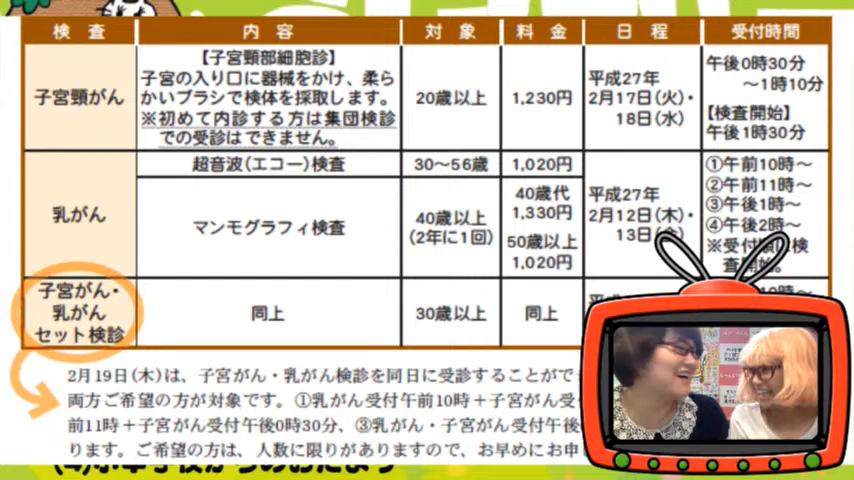 検 査 内 容 対 象 料 金 日 程 受付時間
子宮頸がん
【子宮頸部細胞診】
子宮の入り口に器械をかけ、柔ら
かいブラシで検体を採取します。
※初めて内診する方は集団検診
での受診はできません。
20歳以上
1,230円
平成27年
2月17日(火)・
18日(水)
午後0時30分
～1時10分
【検査開始】
午後1時30分
乳がん
超音波(エコー)検査
30～56歳
1,020円
マンモグラフィ検査
40歳以上
(2年に1回)
40歳代
1,330円
50歳以上
1,020円
平成27年
2月12日(木)・
13日
①午前10時～
②午前11時～
③午後1時～
④午後2時～
※受付順 検
査開始。
子宮がん・
乳がん
セット検診
同上
30歳以上
同上
2月19日(木)は、子宮がん・乳がん検診を同日に受診することがで
両方ご希望の方が対象です。①乳がん受付午前10時＋子宮がん受
前11時＋子宮がん受付午後0時30分、③乳がん・子宮がん受付午後
ります。ご希望の方は、人数に限りがありますので、お早めにお申